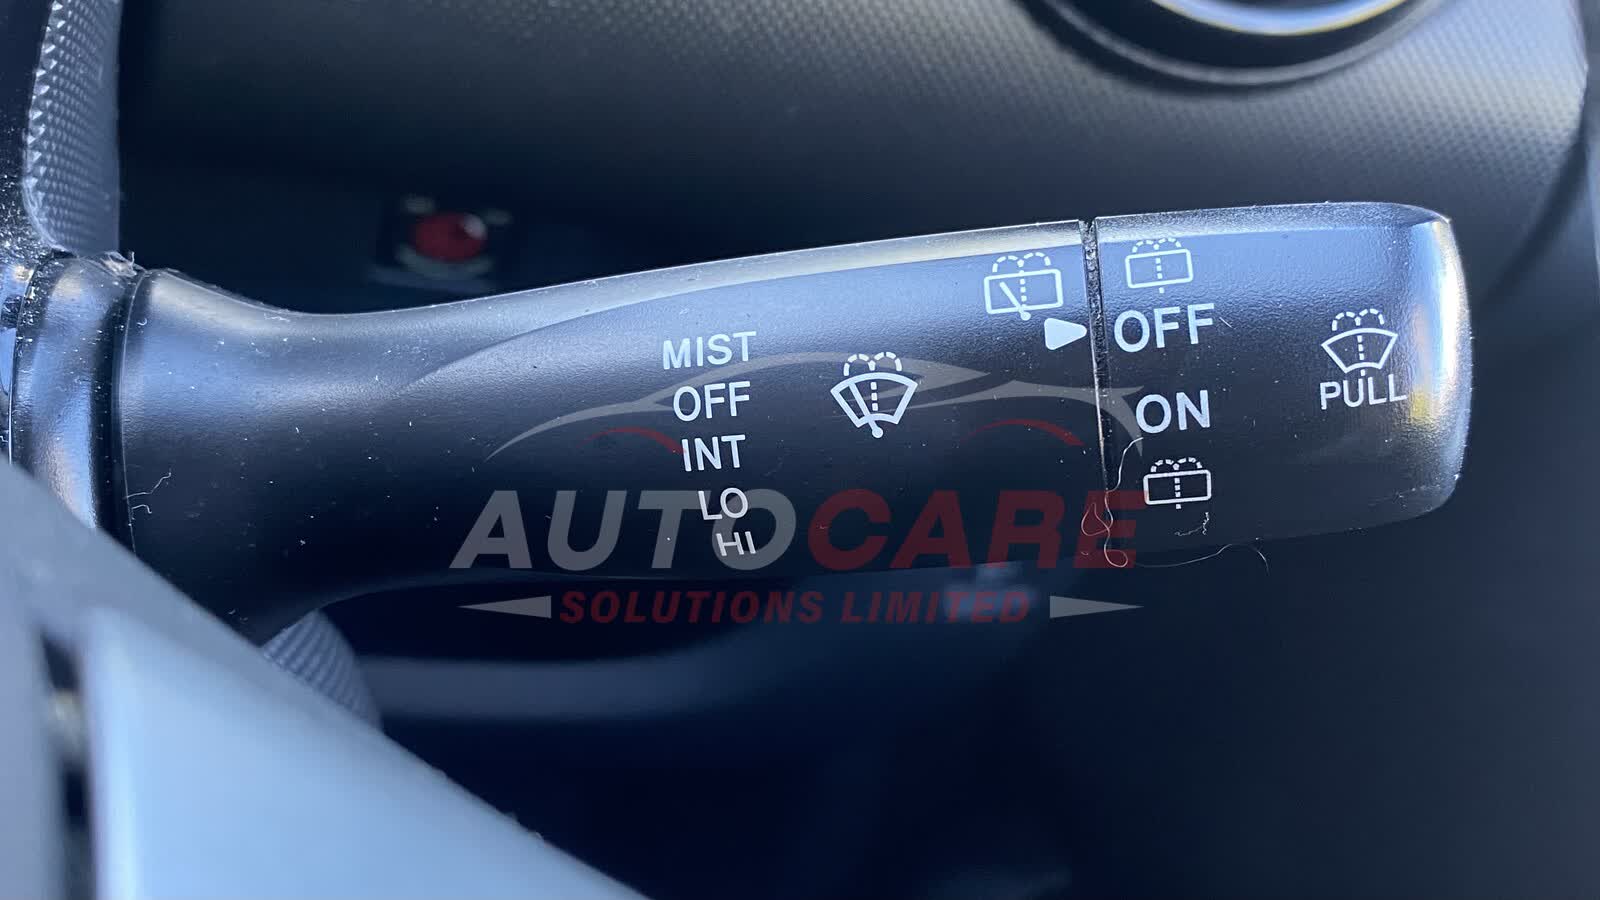 MIST
OFF
INT
LO
HI
OFF
ON
PULL
AUTOCARE
SOLUTIONS LIMITED